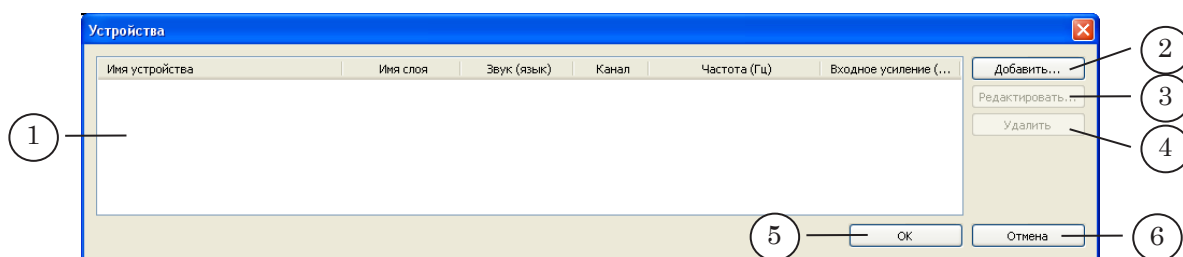 Устройства
Имя устройства Имя слоя Звук (язык) Канал Частота (Гц) Входное усиление (... Добавить... 2
Редактировать... 3
1 Удалить 4
5 OK Отмена 6